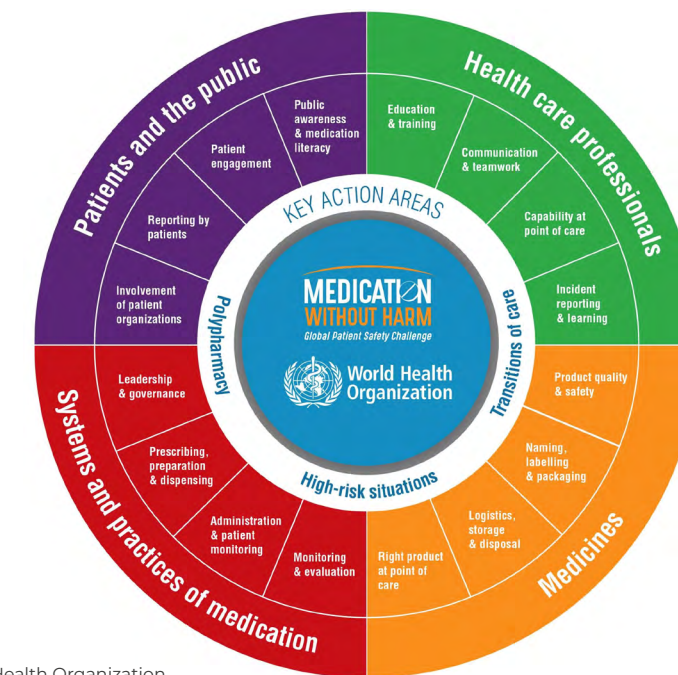 Patients and the public
Public
awareness
& medication
literacy
Patient
engagement
Reporting by
patients
Involvement
of patient
organizations
Health care professionals
Education
& training
Communication
& teamwork
Capability at
point of care
Incident
reporting
& learning
KEY ACTION AREAS
Polypharmacy
Transitions of care
High-risk situations
MEDICATION
WITHOUT HARM
Global Patient Safety Challenge
World Health
Organization
Systems and practices of medication
Leadership
& governance
Prescribing,
preparation
& dispensing
Administration
& patient
monitoring
Monitoring
& evaluation
Medicines
Product quality
& safety
Naming,
labelling
& packaging
Logistics,
storage
& disposal
Right product
at point of
care
Health Organization